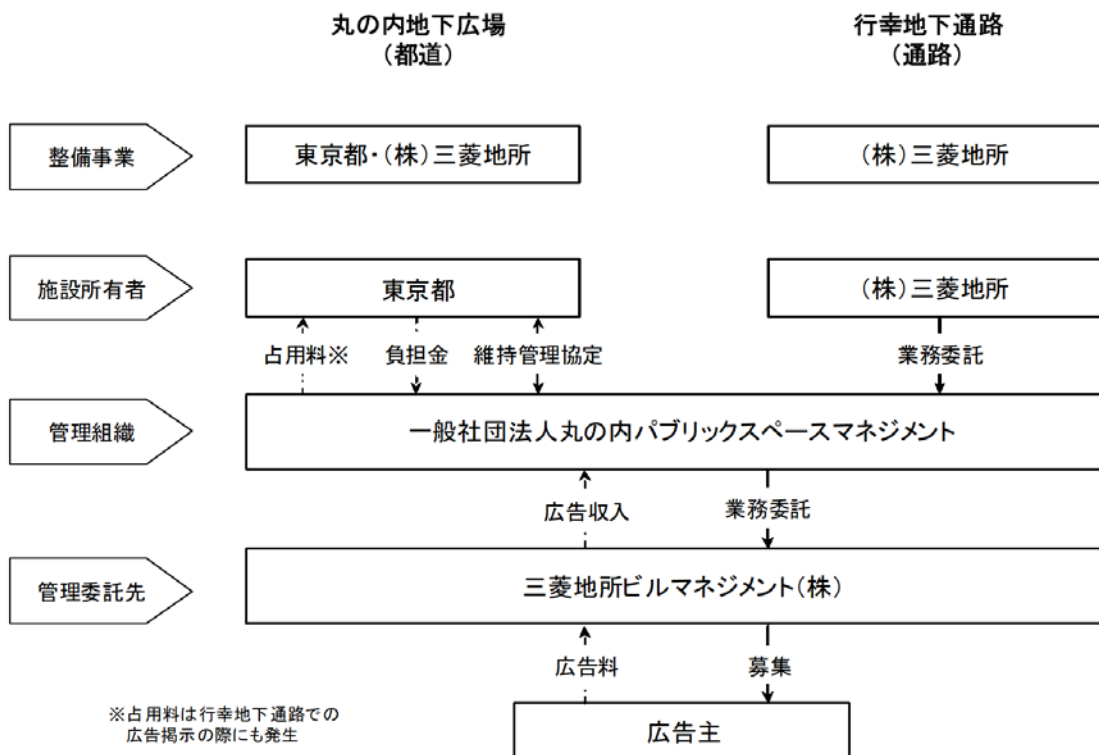 丸の内地下広場
（都道）
行幸地下通路
（通路）
整備事業
東京都・（株）三菱地所
（株）三菱地所
施設所有者
東京都
（株）三菱地所
占用料※
負担金
維持管理協定
業務委託
管理組織
一般社団法人丸の内パブリックスペースマネジメント
広告収入
業務委託
管理委託先
三菱地所ビルマネジメント（株）
広告料
募集
※占用料は行幸地下通路での
広告掲示の際にも発生
広告主